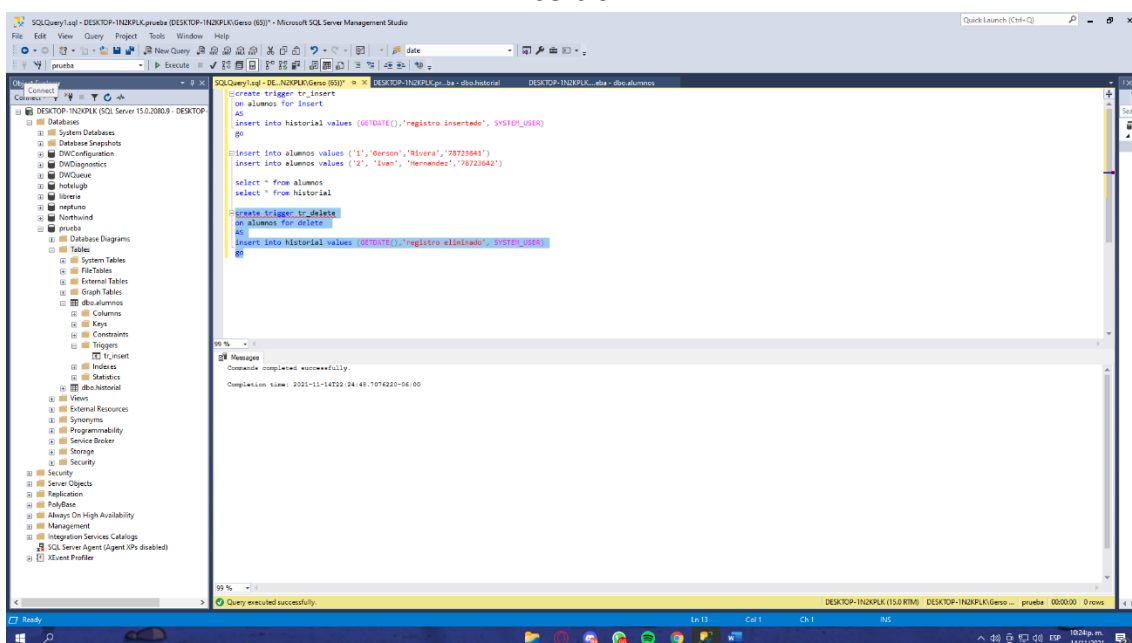 SQLQuery1.sql - DESKTOP-1N2KPLK.prueba (DESKTOP-1N2KPLK\Gerso (65))* - Microsoft SQL Server Management Studio
Quick Launch (Ctrl+Q)
File Edit View Query Project Tools Window Help
New Query
date
prueba
Execute
Connect
SQLQuery1.sql - DE...N2KPLK\Gerso (65))*
DESKTOP-1N2KPLK.pr...ba - dbo.historial
DESKTOP-1N2KPLK...eba - dbo.alumnos
DESKTOP-1N2KPLK (SQL Server 15.0.2080.9 - DESKTOP-
Databases
System Databases
Database Snapshots
DWConfiguration
DWDiagnostics
DWQueue
hotelugb
libreria
neptuno
Northwind
prueba
Database Diagrams
Tables
System Tables
FileTables
External Tables
Graph Tables
dbo.alumnos
Columns
Keys
Constraints
Triggers
tr_insert
Indexes
Statistics
dbo.historial
Views
External Resources
Synonyms
Programmability
Service Broker
Storage
Security
Security
Server Objects
Replication
PolyBase
Always On High Availability
Management
Integration Services Catalogs
SQL Server Agent (Agent XPs disabled)
XEvent Profiler
create trigger tr_insert
on alumnos for insert
AS
insert into historial values (GETDATE(),'registro insertado', SYSTEM_USER)
go
insert into alumnos values ('1','Gerson','Rivera','78723641')
insert into alumnos values ('2', 'Ivan', 'Hernandez','78723642')
select * from alumnos
select * from historial
create trigger tr_delete
on alumnos for delete
AS
insert into historial values (GETDATE(),'registro eliminado', SYSTEM_USER)
go
99 %
Messages
Commands completed successfully.
Completion time: 2021-11-14T22:24:48.7076220-06:00
99 %
Query executed successfully.
DESKTOP-1N2KPLK (15.0 RTM) DESKTOP-1N2KPLK\Gerso ... prueba 00:00:00 0 rows
Ready
Ln 13 Col 1 Ch 1 INS
ESP
10:24 p. m.
14/11/2021